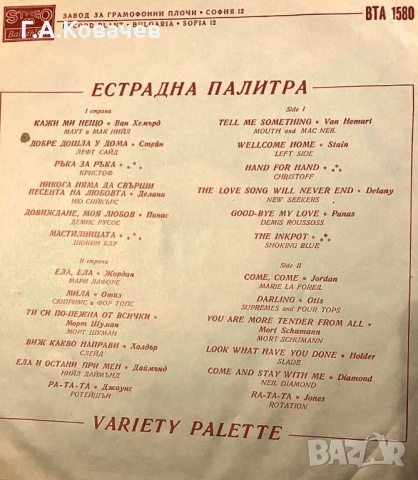 Г.А.Ковачев
STEREO
ЗАВОД ЗА ГРАМОФОННИ ПЛОЧИ • СОФИЯ 12
RECORD PLANT • BULGARIA • SOFIA 12
ВТА 1580
ЕСТРАДНА ПАЛИТРА
I страна
КАЖИ МИ НЕЩО • Ван Хемърд
МАУТ и МАК НИЙЛ
ДОБРЕ ДОШЛА У ДОМА • Стейн
ЛЕФТ САЙД
РЪКА ЗА РЪКА •
КРИСТОФ
НИКОГА НЯМА ДА СВЪРШИ
ПЕСЕНТА НА ЛЮБОВТА • Делани
НЮ СИЙКЪРС
ДОВИЖДАНЕ, МОЯ ЛЮБОВ • Панас
ДЕМИС РУСОС
МАСТИЛНИЦАТА •
ШОКИН БЛУ
II страна
ЕЛА, ЕЛА • Жордан
МАРИ ЛАФОРЕ
МИЛА • Отиз
СЮПРИМС и ФОР ТОПС
ТИ СИ ПО-НЕЖНА ОТ ВСИЧКИ •
Морт Шуман
МОРТ ШУМАН
ВИЖ КАКВО НАПРАВИ • Холдър
СЛЕЙД
ЕЛА И ОСТАНИ ПРИ МЕН • Даймънд
НИЙЛ ДАЙМЪНД
РА-ТА-ТА • Джоунс
РОТЕЙШЪН
Side I
TELL ME SOMETHING • Van Hemart
MOUTH and MAC NEIL
WELLCOME HOME • Stain
LEFT SIDE
HAND FOR HAND •
CHRISTOFF
THE LOVE SONG WILL NEVER END • Delany
NEW SEEKERS
GOOD-BYE MY LOVE • Panas
DEMIS ROUSSOSS
THE INKPOT •
SHOKING BLUE
Side II
COME, COME • Jordan
MARIE LA FOREIL
DARLING • Otis
SUPREMES and FOUR TOPS
YOU ARE MORE TENDER FROM ALL •
Mort Schumann
MORT SCHUMANN
LOOK WHAT HAVE YOU DONE • Holder
SLADE
COME AND STAY WITH ME • Diamond
NEIL DIAMOND
RA-TA-TA • Jones
ROTATION
VARIETY PALETTE
BAZAR